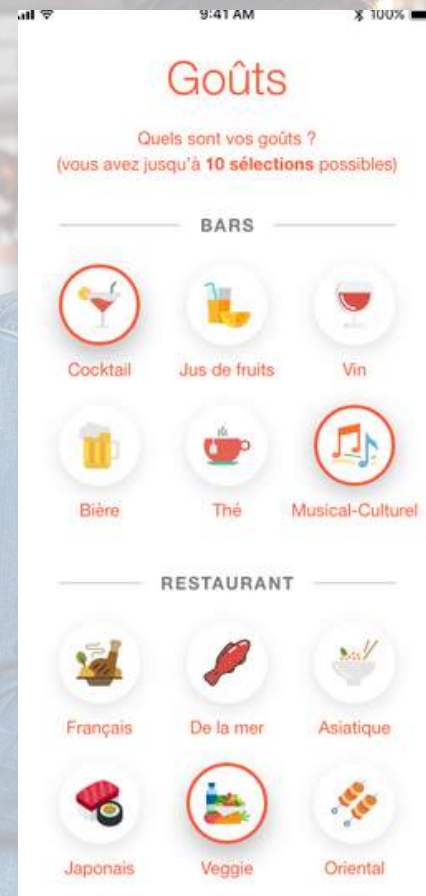 9:41 AM 100%
Goûts
Quels sont vos goûts ?
(vous avez jusqu'à 10 sélections possibles)
BARS
Cocktail Jus de fruits Vin
Bière Thé Musical-Culturel
RESTAURANT
Français De la mer Asiatique
Japonais Veggie Oriental